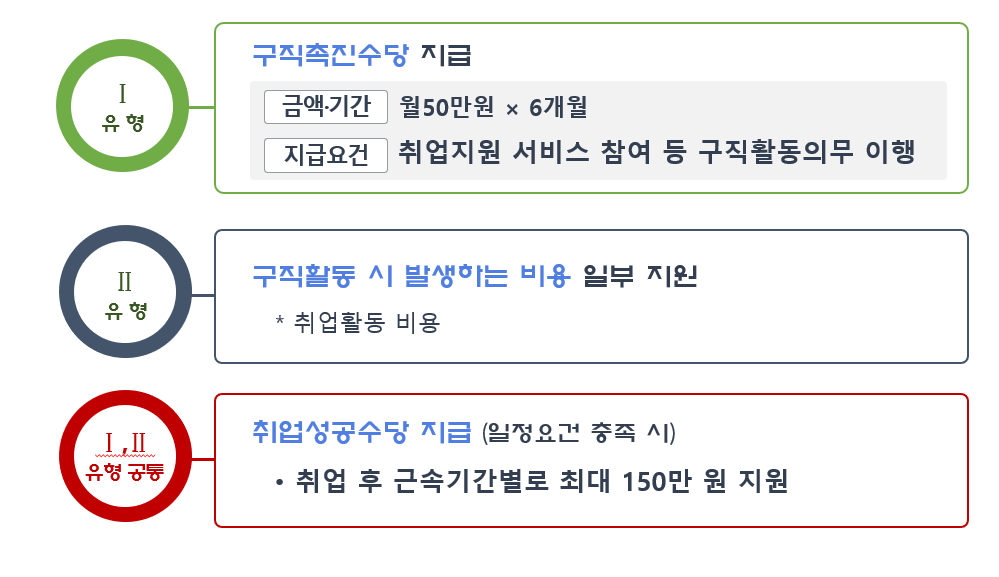 Ⅰ
유 형
구직촉진수당 지급
금액·기간 월50만원 × 6개월
지급요건 취업지원 서비스 참여 등 구직활동의무 이행
Ⅱ
유 형
구직활동 시 발생하는 비용 일부 지원
* 취업활동 비용
Ⅰ,Ⅱ
유형 공통
취업성공수당 지급 (일정요건 충족 시)
• 취업 후 근속기간별로 최대 150만 원 지원